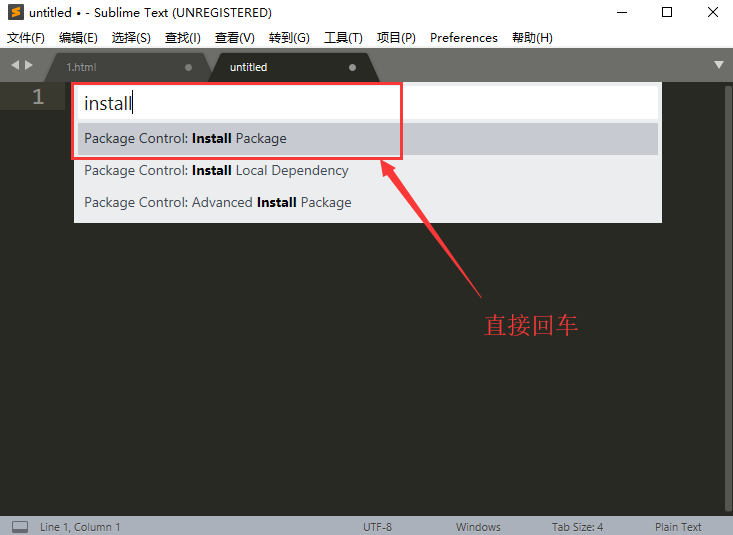 untitled • - Sublime Text (UNREGISTERED)
文件(F) 编辑(E) 选择(S) 查找(I) 查看(V) 转到(G) 工具(T) 项目(P) Preferences 帮助(H)
1.html untitled
1 install
Package Control: Install Package
Package Control: Install Local Dependency
Package Control: Advanced Install Package
直接回车
Line 1, Column 1 UTF-8 Windows Tab Size: 4 Plain Text